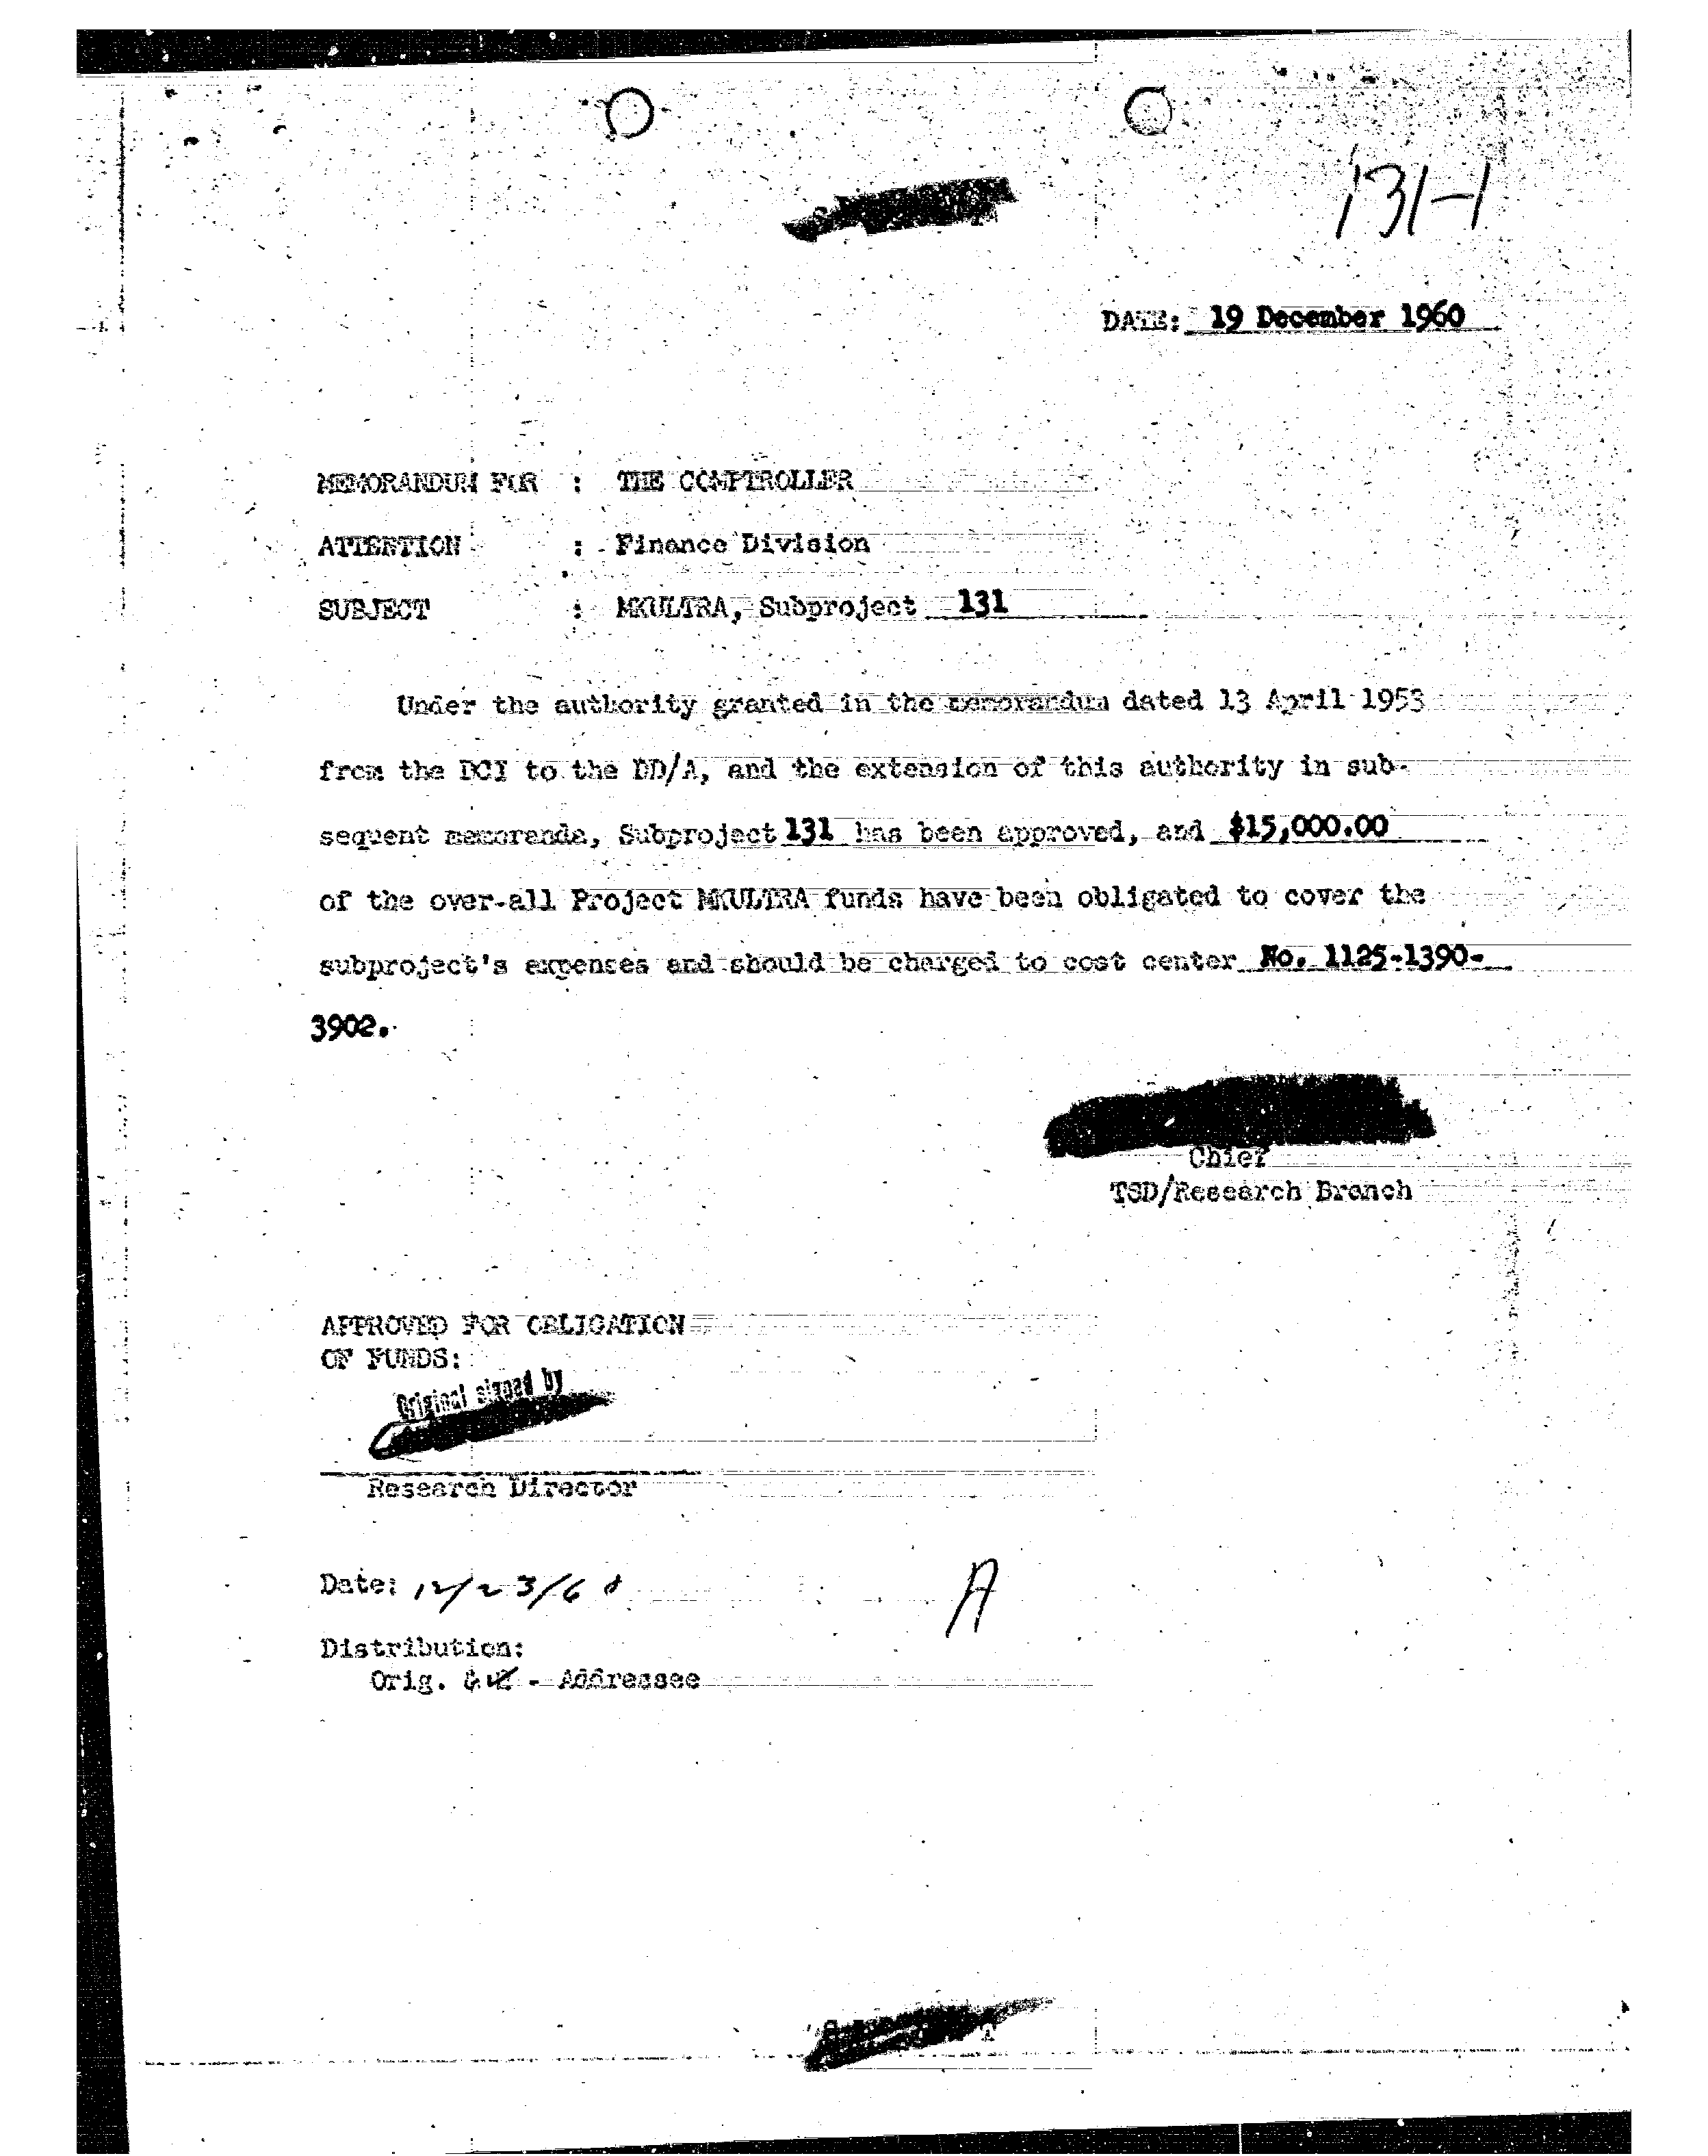 131-1
DATE: 19 December 1960
MEMORANDUM FOR : THE COMPTROLLER
ATTENTION : Finance Division
SUBJECT : MKULTRA, Subproject 131
Under the authority granted in the memorandum dated 13 April 1953
from the DCI to the DD/A, and the extension of this authority in sub-
sequent memoranda, Subproject 131 has been approved, and $15,000.00
of the over-all Project MKULTRA funds have been obligated to cover the
subproject's expenses and should be charged to cost center No. 1125-1390-
3902.
Chief
TSD/Research Branch
APPROVED FOR OBLIGATION
OF FUNDS:
Original signed by
Research Director
Date: 12/23/60
A
Distribution:
Orig. & - Addressee